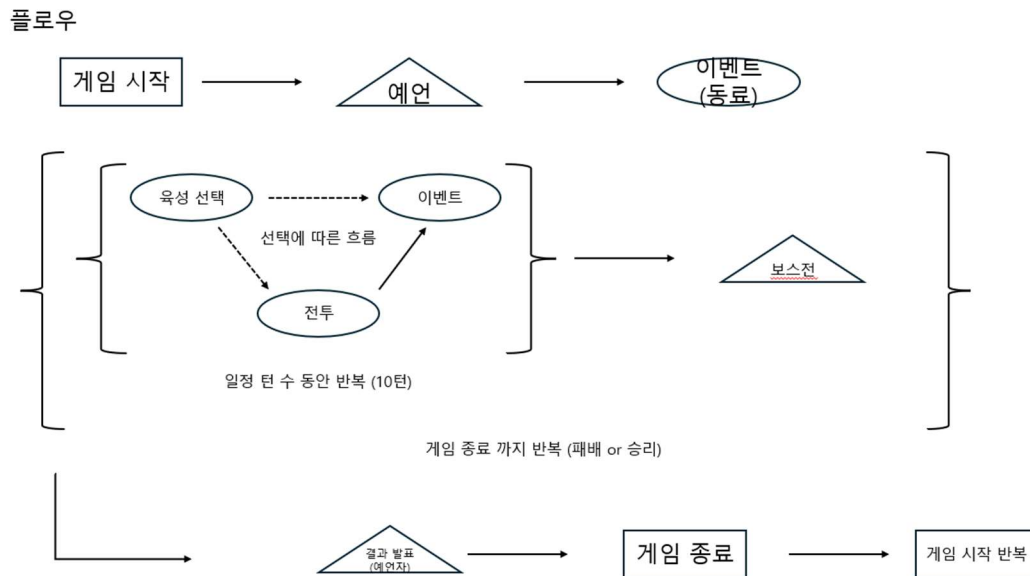 플로우
게임 시작
예언
이벤트
(동료)
육성 선택
이벤트
선택에 따른 흐름
전투
보스전
일정 턴 수 동안 반복 (10턴)
게임 종료 까지 반복 (패배 or 승리)
결과 발표
(예언자)
게임 종료
게임 시작 반복